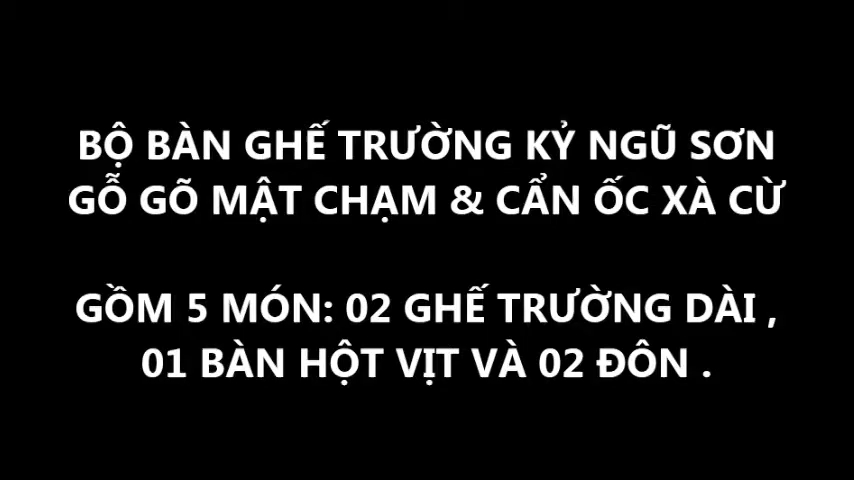 BỘ BÀN GHẾ TRƯỜNG KỶ NGŨ SƠN
GỖ GÕ MẬT CHẠM & CẨN ỐC XÀ CỪ
GỒM 5 MÓN: 02 GHẾ TRƯỜNG DÀI ,
01 BÀN HỘT VỊT VÀ 02 ĐÔN .